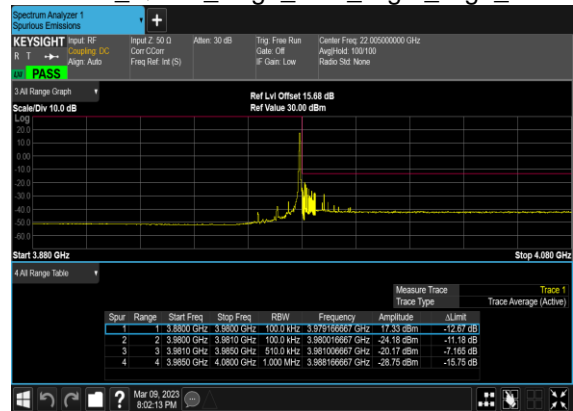 Spectrum Analyzer 1
Spurious Emissions
+
KEYSIGHT Input: RF Input Z: 50 Ω Atten: 30 dB Trig: Free Run Center Freq: 22.005000000 GHz
R T Coupling: DC Corr CCorr Gate: Off Avg|Hold: 100/100
Align: Auto Freq Ref: Int (S) IF Gain: Low Radio Std: None
PASS
3 All Range Graph Ref Lvl Offset 15.68 dB
Scale/Div 10.0 dB Ref Value 30.00 dBm
Log
20.0
10.0
0.00
-10.0
-20.0
-30.0
-40.0
-50.0
-60.0
Start 3.880 GHz Stop 4.080 GHz
4 All Range Table
Measure Trace Trace 1
Trace Type Trace Average (Active)
Spur Range Start Freq Stop Freq RBW Frequency Amplitude ΔLimit
1 1 3.8800 GHz 3.9800 GHz 100.0 kHz 3.979166667 GHz 17.33 dBm -12.67 dB
2 2 3.9800 GHz 3.9810 GHz 100.0 kHz 3.980016667 GHz -24.18 dBm -11.18 dB
3 3 3.9810 GHz 3.9850 GHz 510.0 kHz 3.981006667 GHz -20.17 dBm -7.165 dB
4 4 3.9850 GHz 4.0800 GHz 1.000 MHz 3.988166667 GHz -28.75 dBm -15.75 dB
? Mar 09, 2023
8:02:13 PM